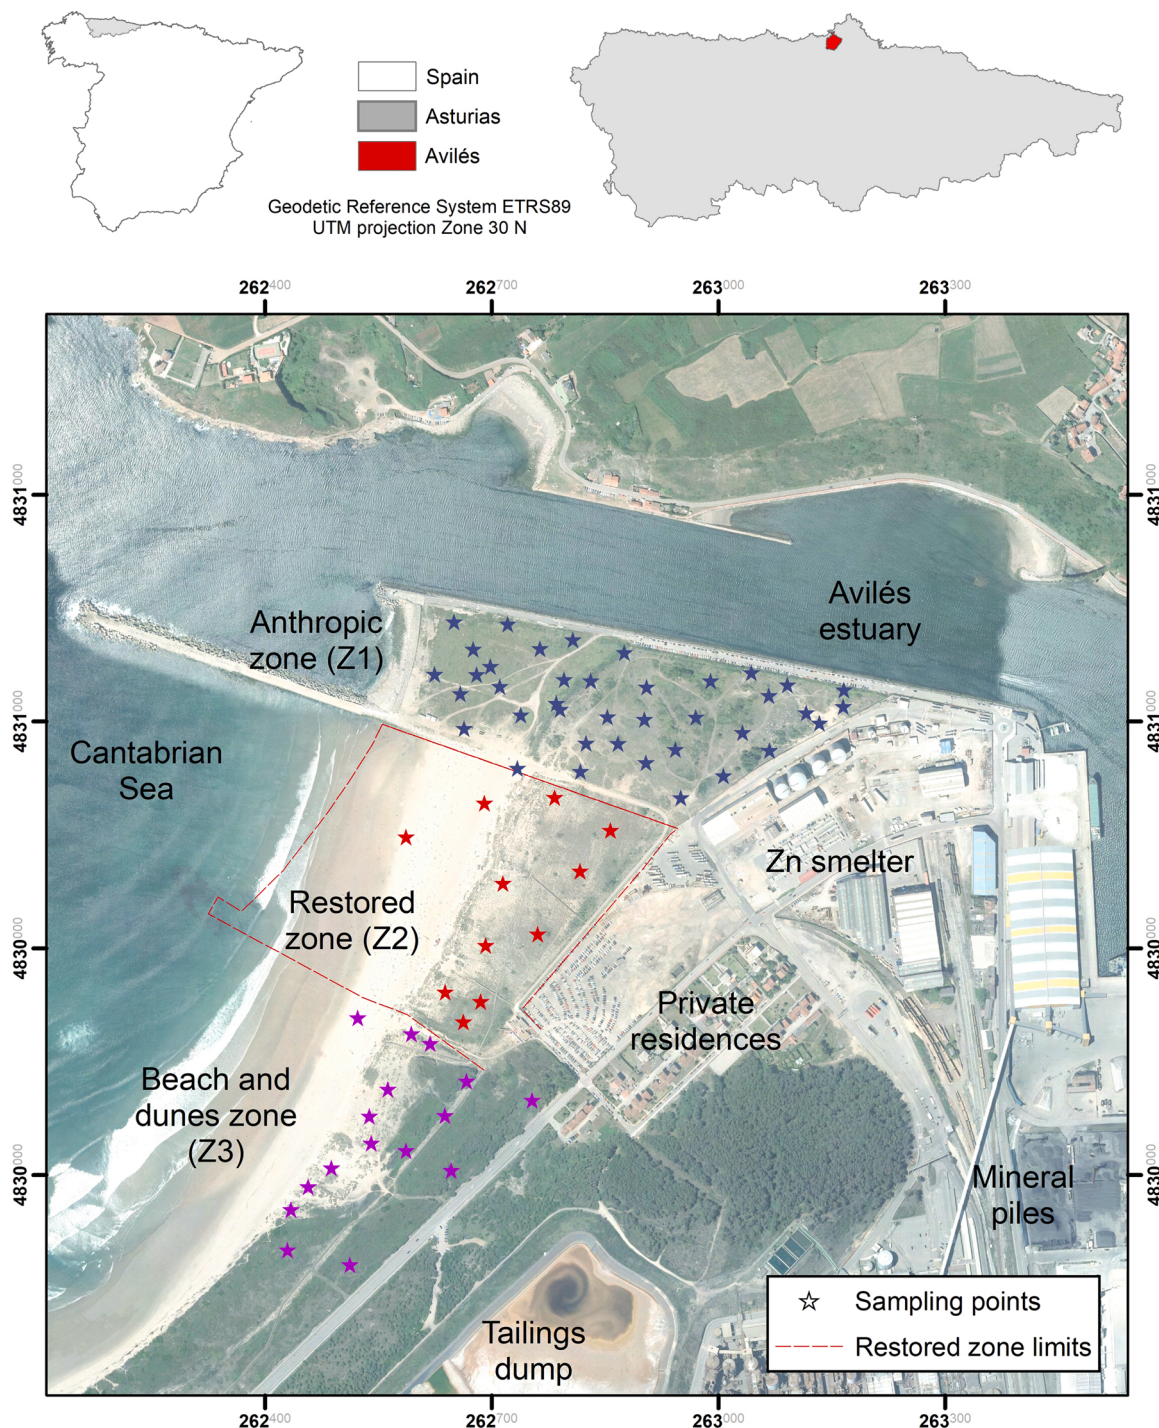 Spain
Asturias
Avilés
Geodetic Reference System ETRS89
UTM projection Zone 30 N
262400
262700
263000
263300
4831000
4831000
Avilés
estuary
Anthropic
zone (Z1)
4831000
4831000
Cantabrian
Sea
Zn smelter
Restored
zone (Z2)
4830000
4830000
Private
residences
Beach and
dunes zone
(Z3)
4830000
4830000
Mineral
piles
Sampling points
Restored zone limits
Tailings
dump
262400
262700
263000
263300